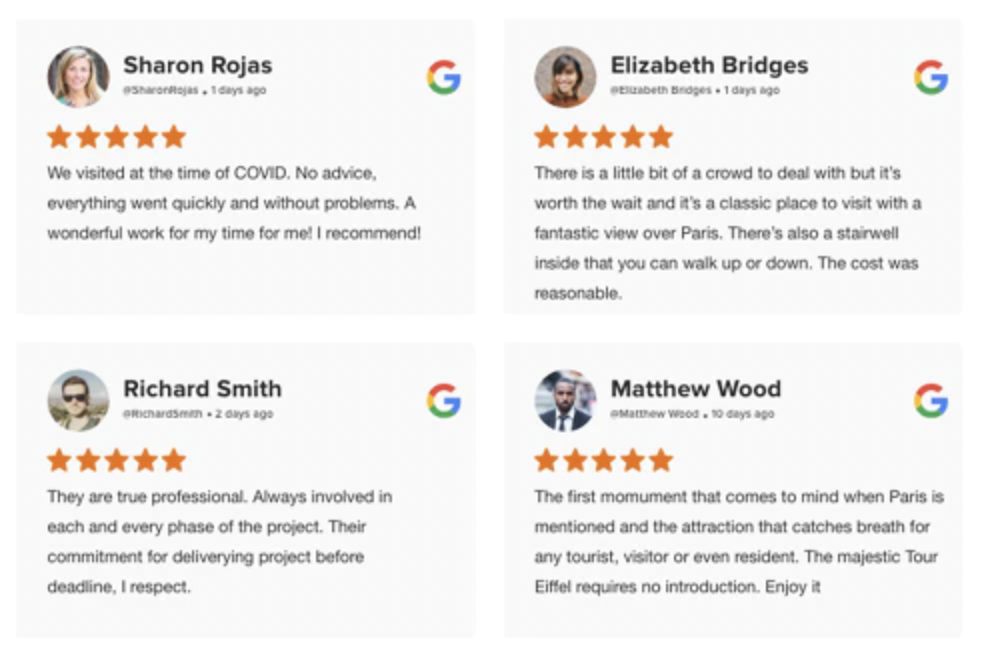 Sharon Rojas
@SharonRojas • 1 days ago
We visited at the time of COVID. No advice,
everything went quickly and without problems. A
wonderful work for my time for me! I recommend!
Elizabeth Bridges
@Elizabeth Bridges • 1 days ago
There is a little bit of a crowd to deal with but it's
worth the wait and it's a classic place to visit with a
fantastic view over Paris. There's also a stairwell
inside that you can walk up or down. The cost was
reasonable.
Richard Smith
@RichardSmith • 2 days ago
They are true professional. Always involved in
each and every phase of the project. Their
commitment for deliverying project before
deadline, I respect.
Matthew Wood
@Matthew Wood • 10 days ago
The first momument that comes to mind when Paris is
mentioned and the attraction that catches breath for
any tourist, visitor or even resident. The majestic Tour
Eiffel requires no introduction. Enjoy it